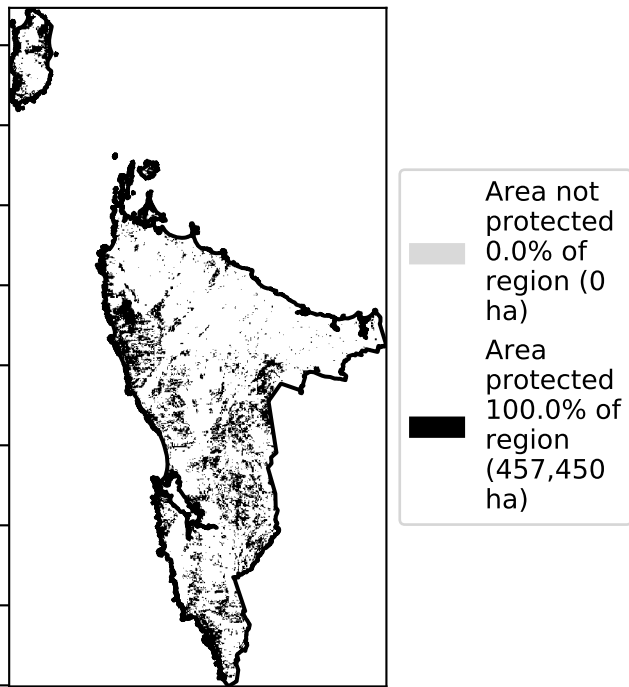 Area not
protected
0.0% of
region (0
ha)
Area
protected
100.0% of
region
(457,450
ha)